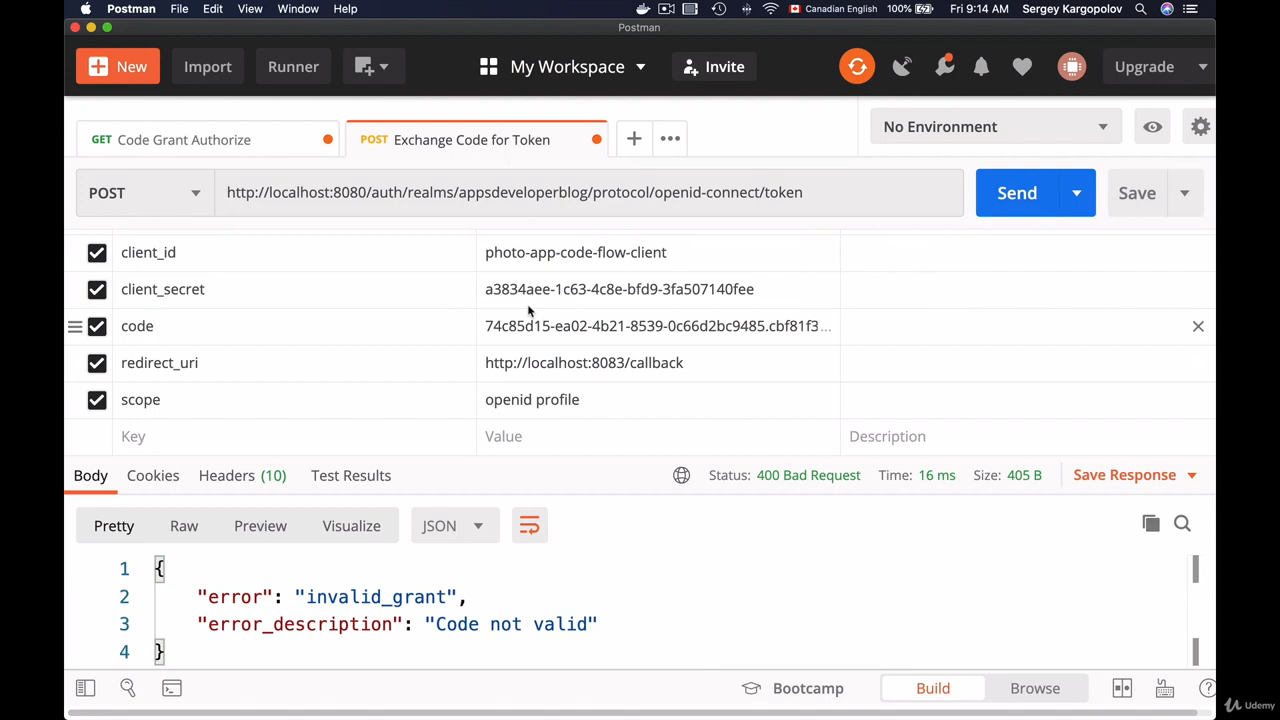 Postman File Edit View Window Help Canadian English 100% Fri 9:14 AM Sergey Kargopolov
Postman
New Import Runner My Workspace Invite Upgrade
GET Code Grant Authorize POST Exchange Code for Token No Environment
POST http://localhost:8080/auth/realms/appsdeveloperblog/protocol/openid-connect/token Send Save
client_id photo-app-code-flow-client
client_secret a3834aee-1c63-4c8e-bfd9-3fa507140fee
code 74c85d15-ea02-4b21-8539-0c66d2bc9485.cbf81f3...
redirect_uri http://localhost:8083/callback
scope openid profile
Key Value Description
Body Cookies Headers (10) Test Results Status: 400 Bad Request Time: 16 ms Size: 405 B Save Response
Pretty Raw Preview Visualize JSON
1 {
2 "error": "invalid_grant",
3 "error_description": "Code not valid"
4 }
Bootcamp Build Browse
Udemy